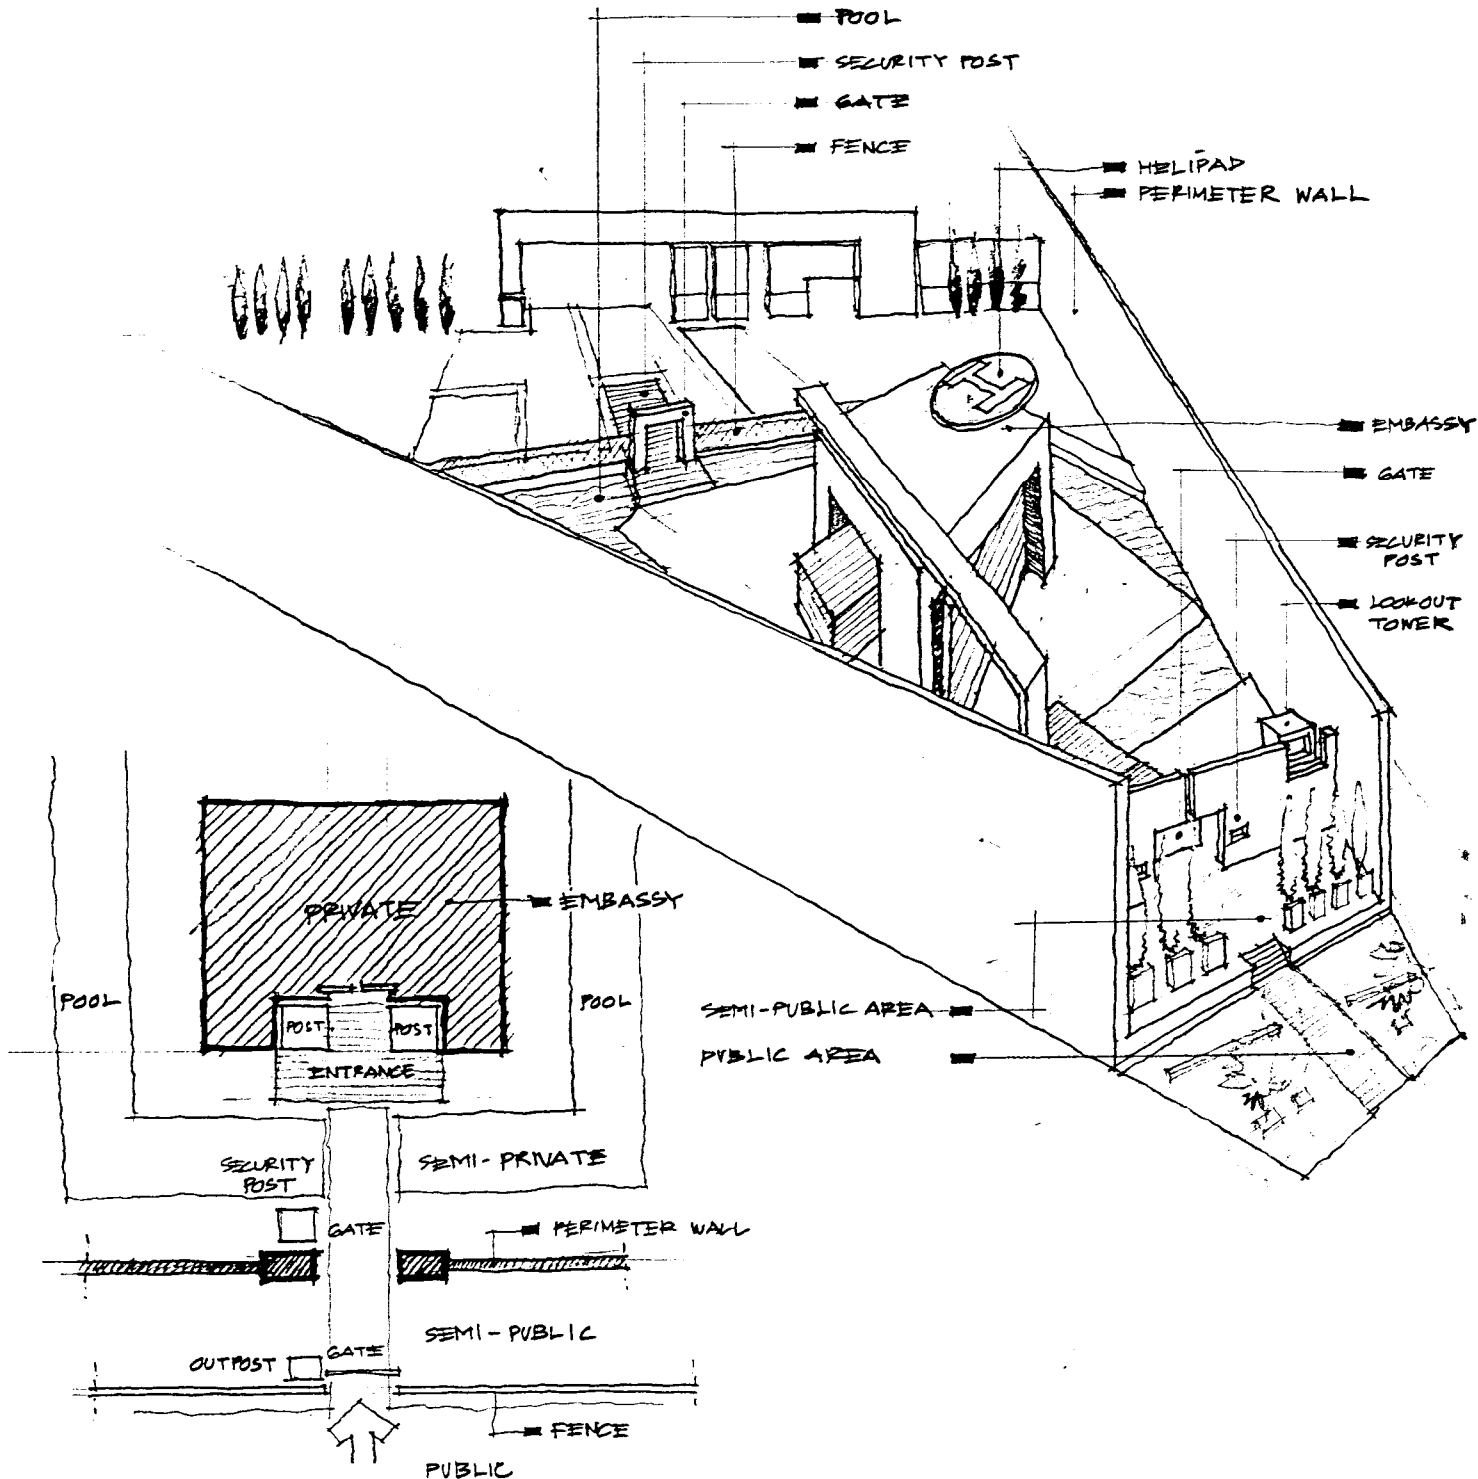 POOL
SECURITY POST
GATE
FENCE
HELIPAD
PERIMETER WALL
EMBASSY
GATE
SECURITY
POST
LOOKOUT
TOWER
H
SEMI-PUBLIC AREA
PUBLIC AREA
PRIVATE
EMBASSY
POOL
POOL
POST
POST
ENTRANCE
SECURITY
POST
SEMI-PRIVATE
GATE
PERIMETER WALL
SEMI-PUBLIC
GATE
OUTPOST
FENCE
PUBLIC